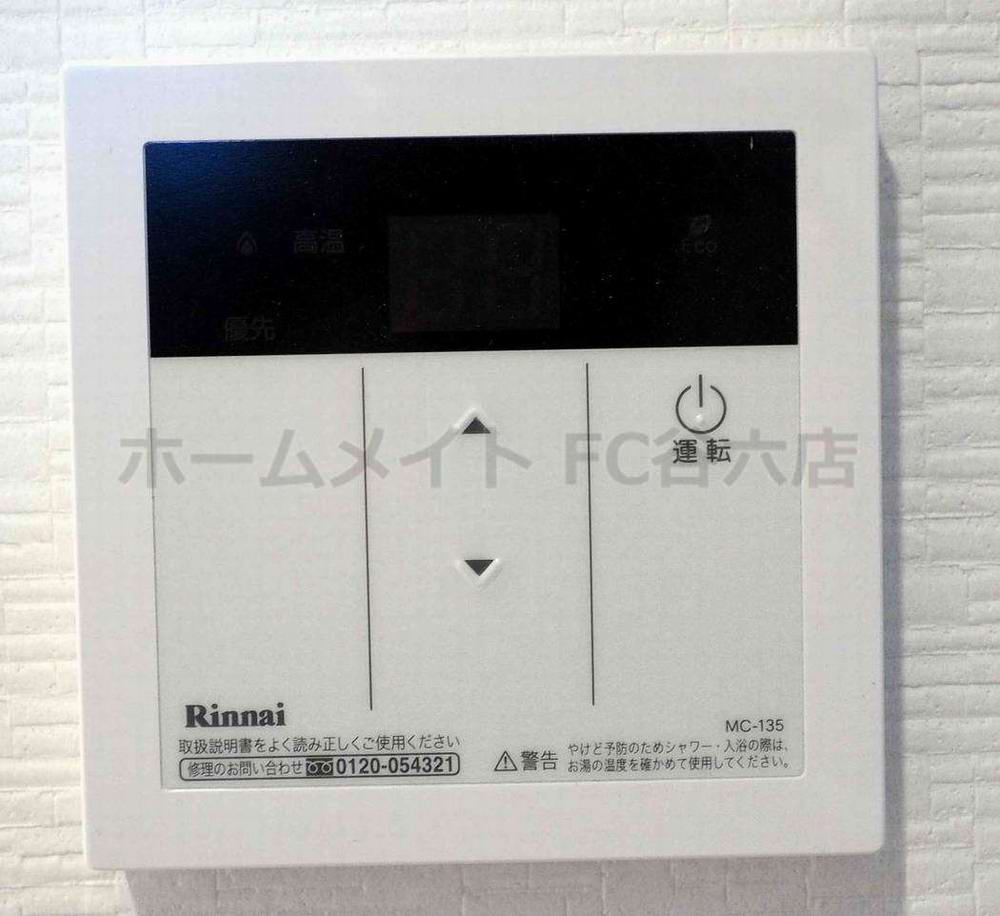 高温
ECO
優先
運転
ホームメイト FC谷六店
Rinnai
MC-135
取扱説明書をよく読み正しくご使用ください
修理のお問い合わせ 0120-054321
警告
やけど予防のためシャワー・入浴の際は、
お湯の温度を確かめて使用してください。